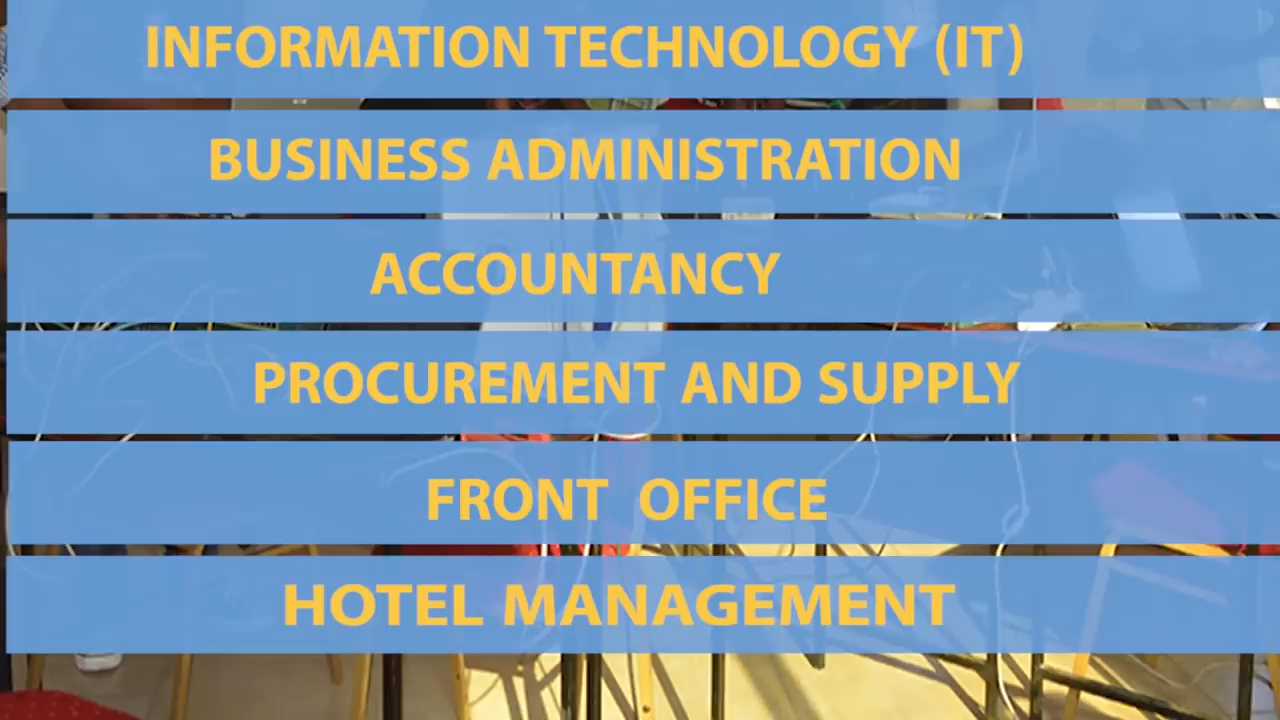 INFORMATION TECHNOLOGY (IT)
BUSINESS ADMINISTRATION
ACCOUNTANCY
PROCUREMENT AND SUPPLY
FRONT OFFICE
HOTEL MANAGEMENT